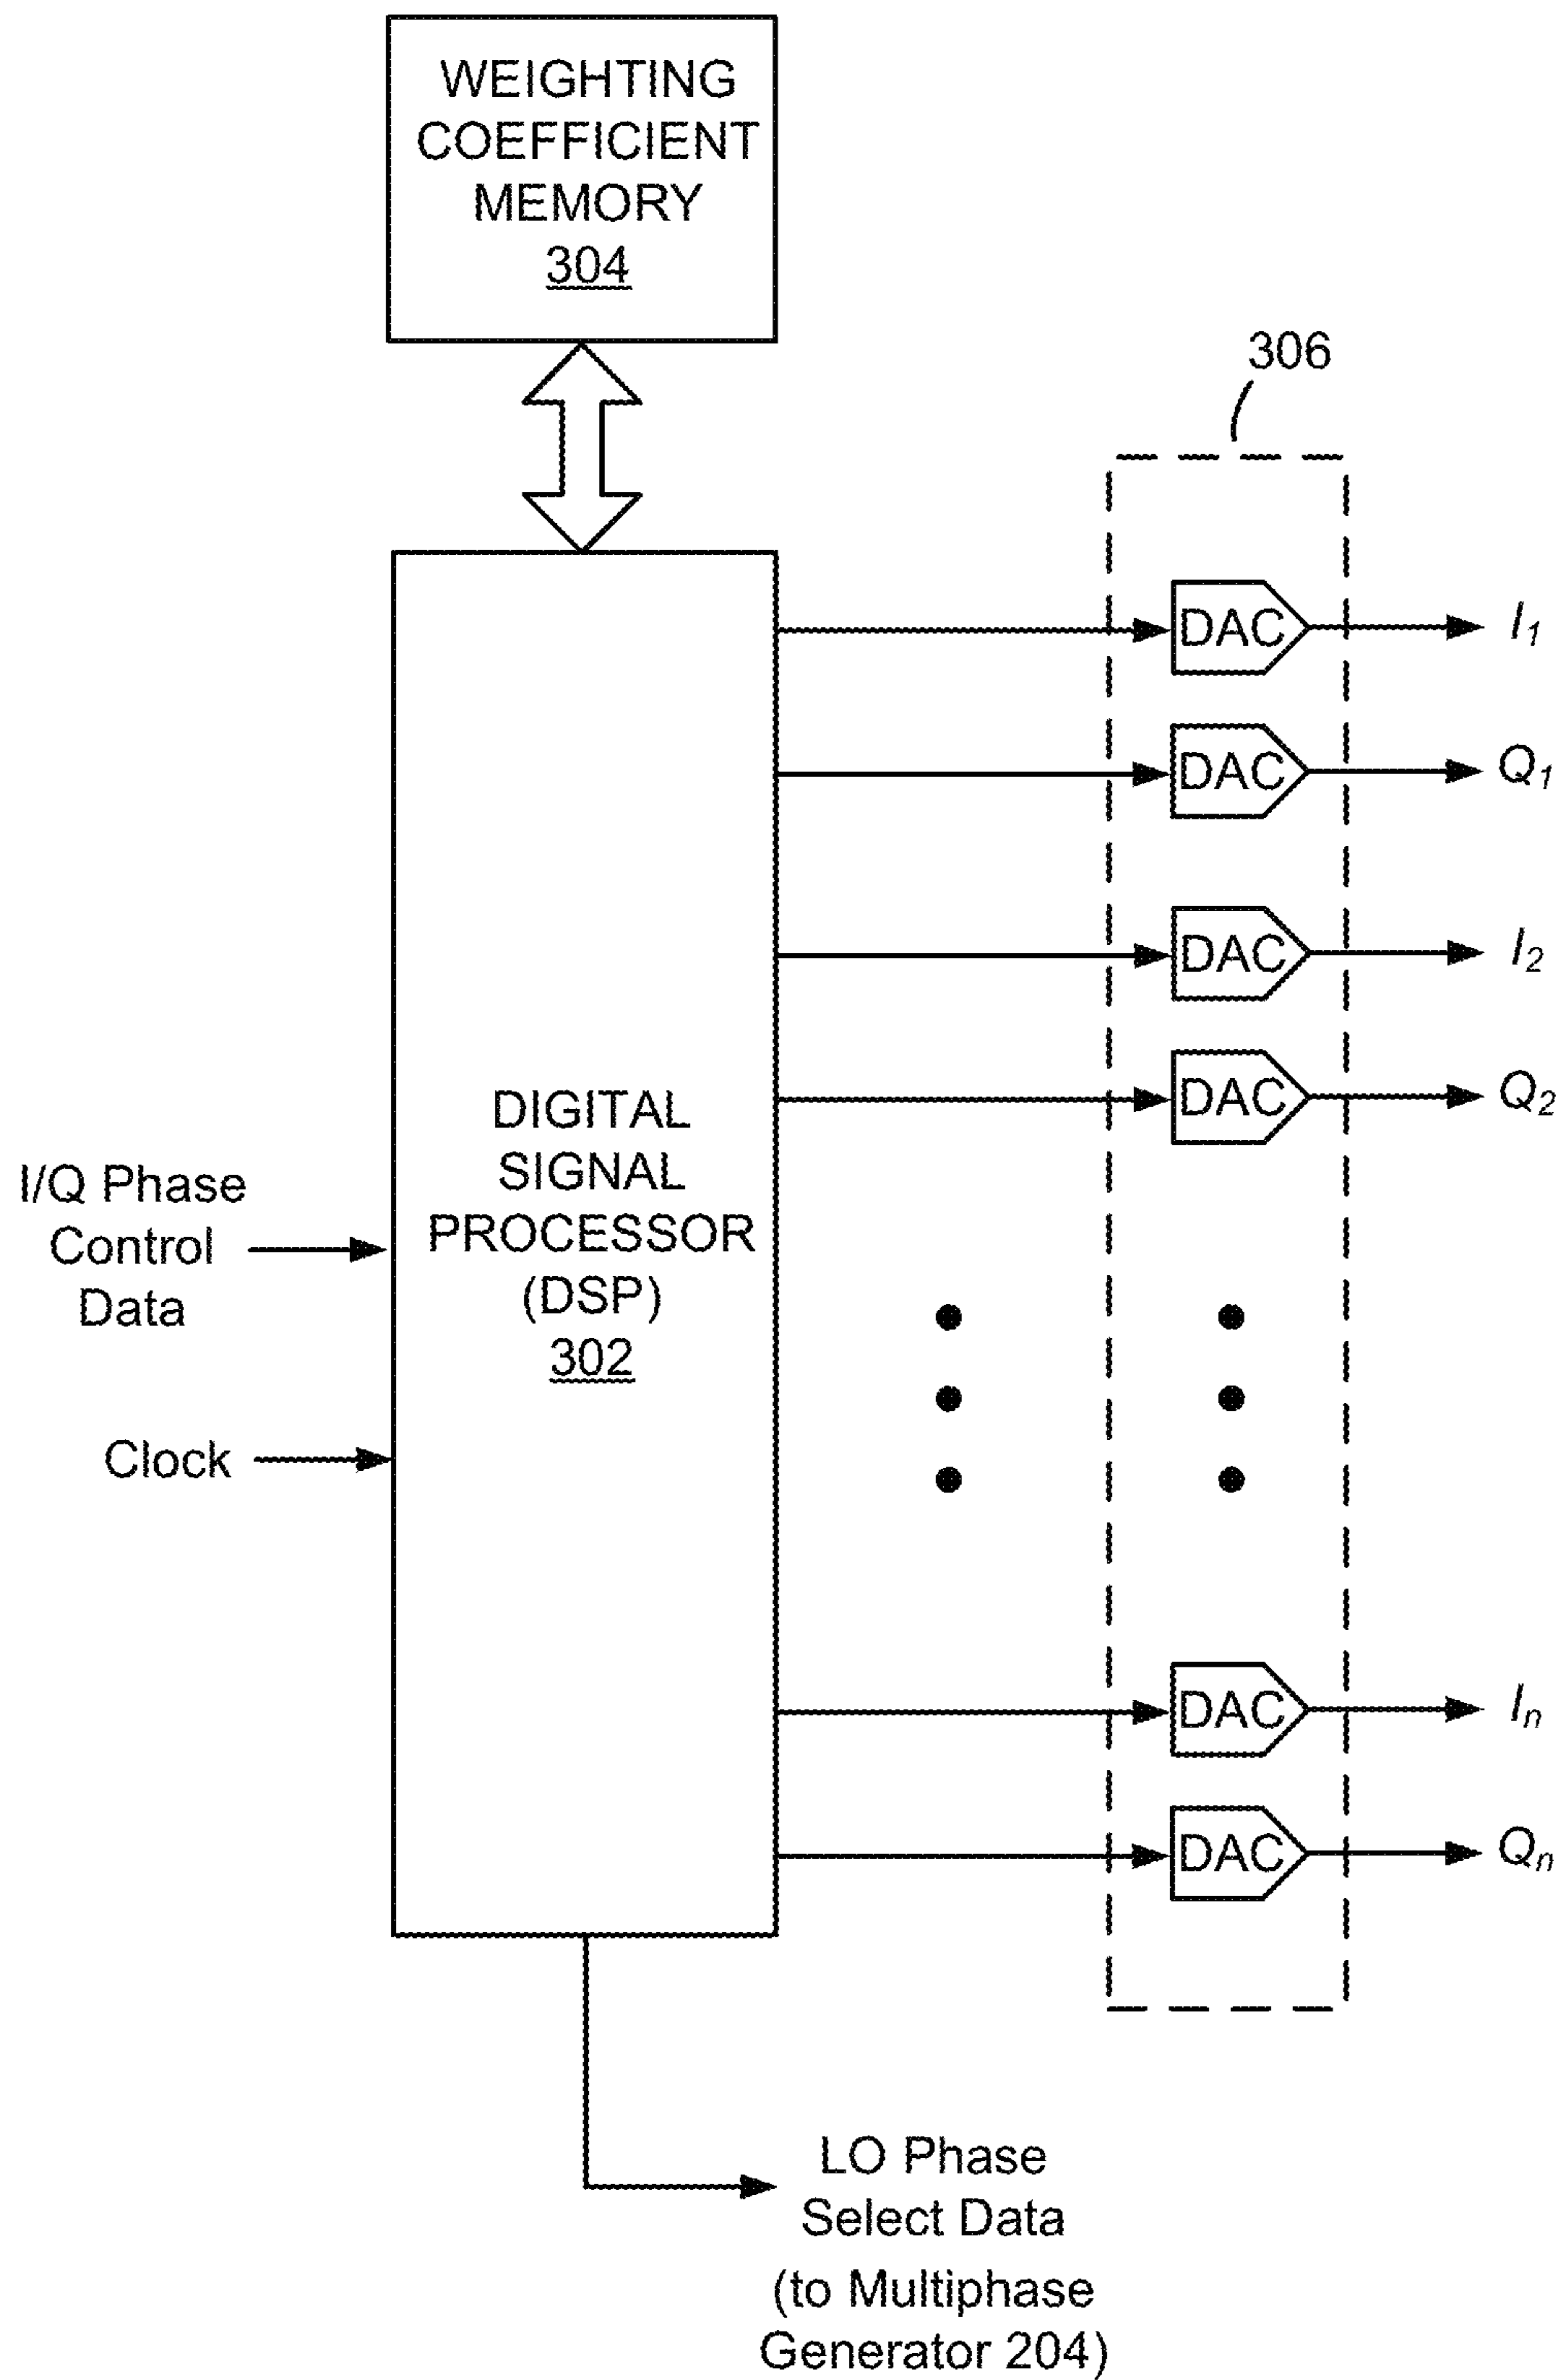 WEIGHTING
COEFFICIENT
MEMORY
304
306
DAC
I1
DAC
Q1
DAC
I2
DAC
Q2
DIGITAL
SIGNAL
PROCESSOR
(DSP)
302
I/Q Phase
Control
Data
Clock
DAC
In
DAC
Qn
LO Phase
Select Data
(to Multiphase
Generator 204)